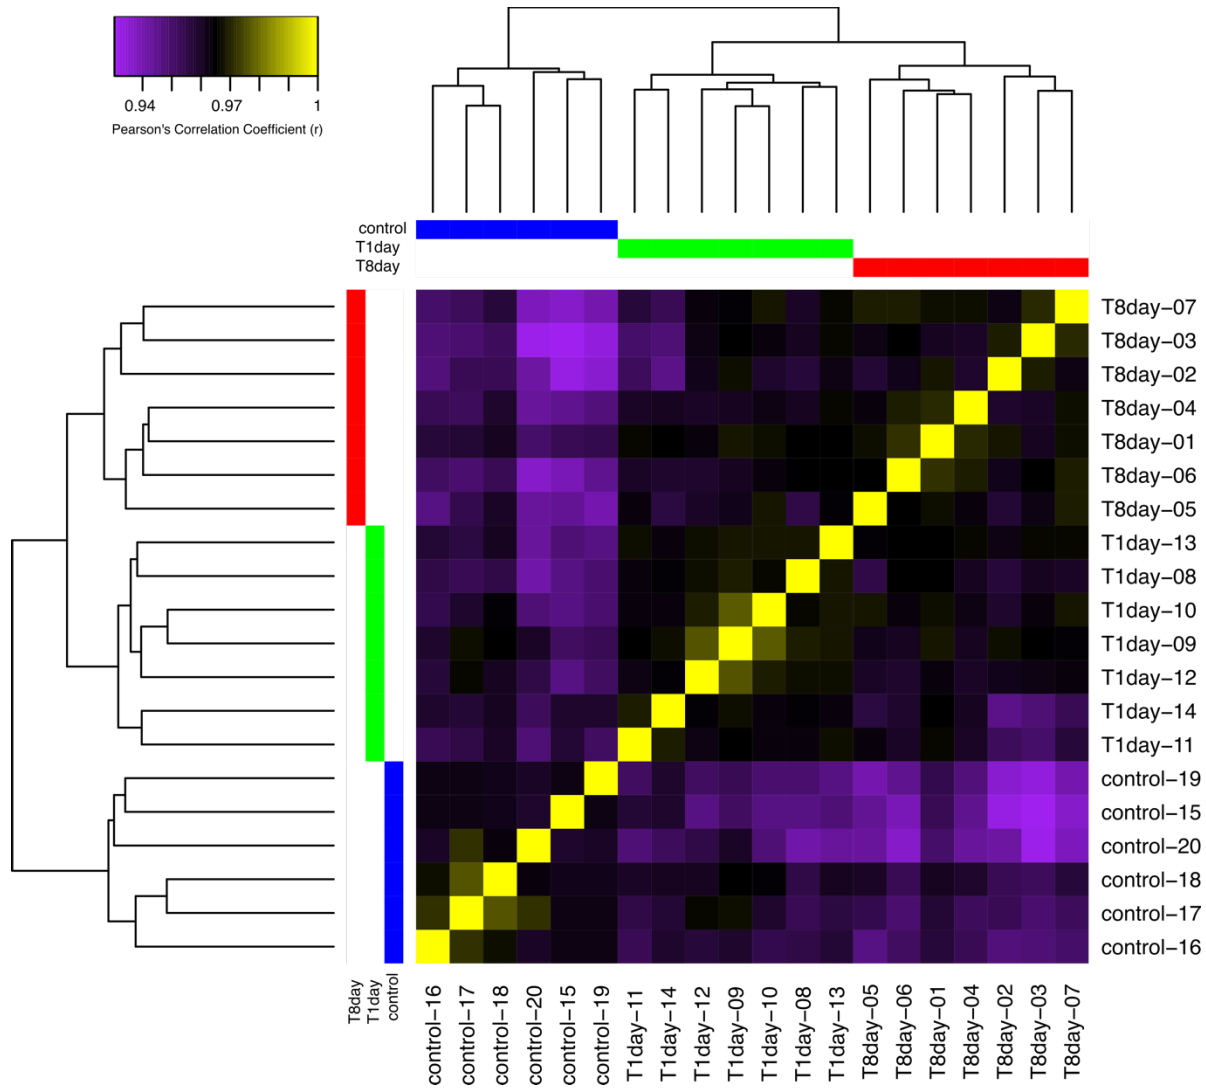 0.94 0.97 1
Pearson's Correlation Coefficient (r)
control
T1day
T8day
T8day−07
T8day−03
T8day−02
T8day−04
T8day−01
T8day−06
T8day−05
T1day−13
T1day−08
T1day−10
T1day−09
T1day−12
T1day−14
T1day−11
control−19
control−15
control−20
control−18
control−17
control−16
T8day
T1day
control
control−16
control−17
control−18
control−20
control−15
control−19
T1day−11
T1day−14
T1day−12
T1day−09
T1day−10
T1day−08
T1day−13
T8day−05
T8day−06
T8day−01
T8day−04
T8day−02
T8day−03
T8day−07